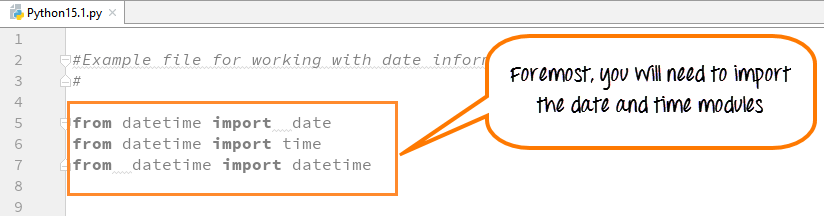 Python15.1.py
1
2 #Example file for working with date
3 #
4
5 from datetime import date
6 from datetime import time
7 from datetime import datetime
8
9
Foremost, you will need to import
the date and time modules